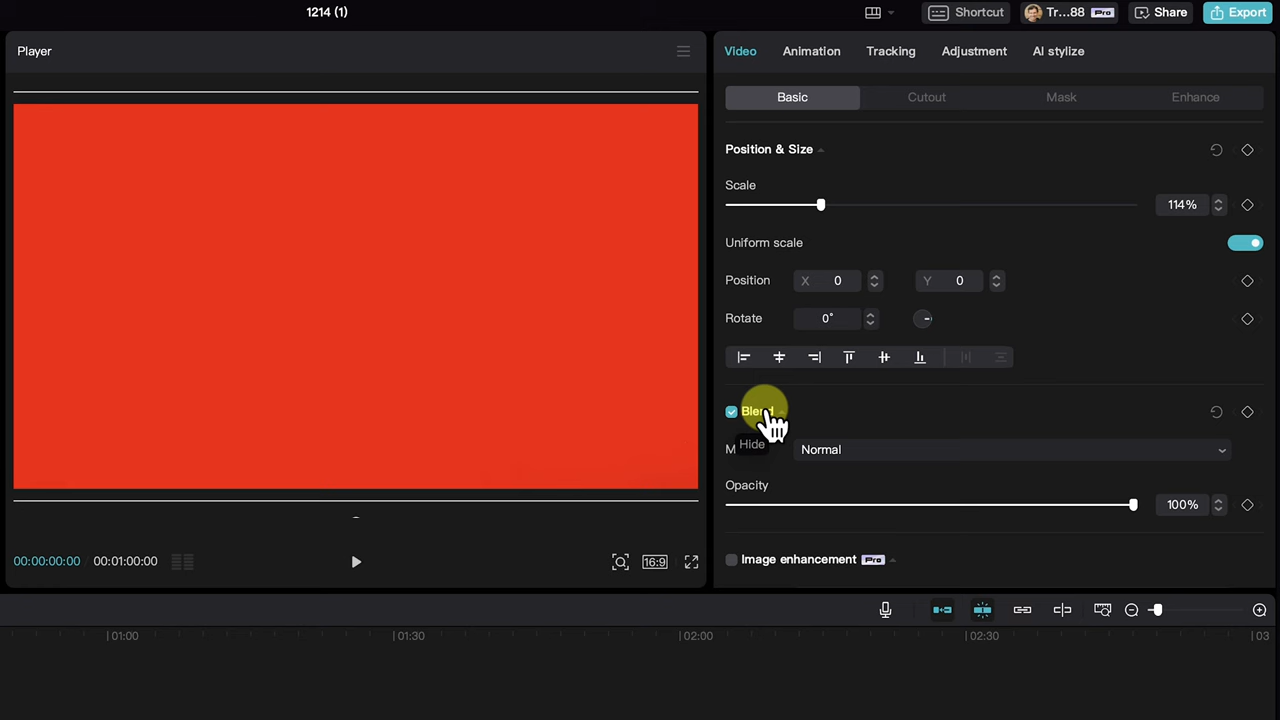 1214 (1)
Shortcut
Tr...88 Pro
Share
Export
Player
Video Animation Tracking Adjustment AI stylize
Basic Cutout Mask Enhance
Position & Size
Scale
114%
Uniform scale
Position X 0 Y 0
Rotate 0°
Blend
Hide
M Normal
Opacity
100%
Image enhancement Pro
00:00:00:00 00:01:00:00
16:9
01:00 01:30 02:00 02:30 03